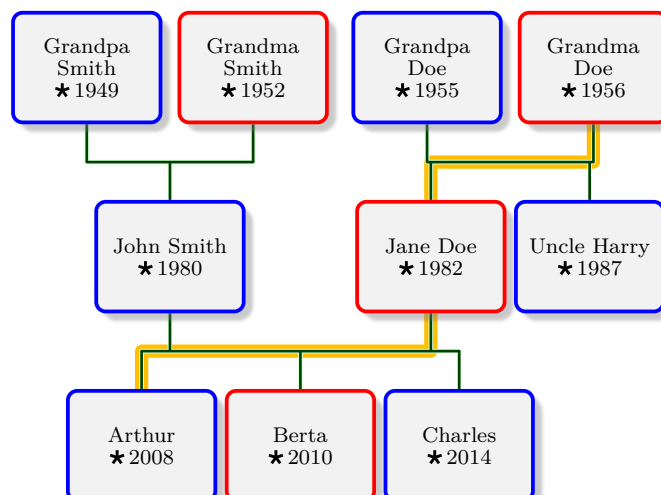 Grandpa
Smith
★1949
Grandma
Smith
★1952
Grandpa
Doe
★1955
Grandma
Doe
★1956
John Smith
★1980
Jane Doe
★1982
Uncle Harry
★1987
Arthur
★2008
Berta
★2010
Charles
★2014